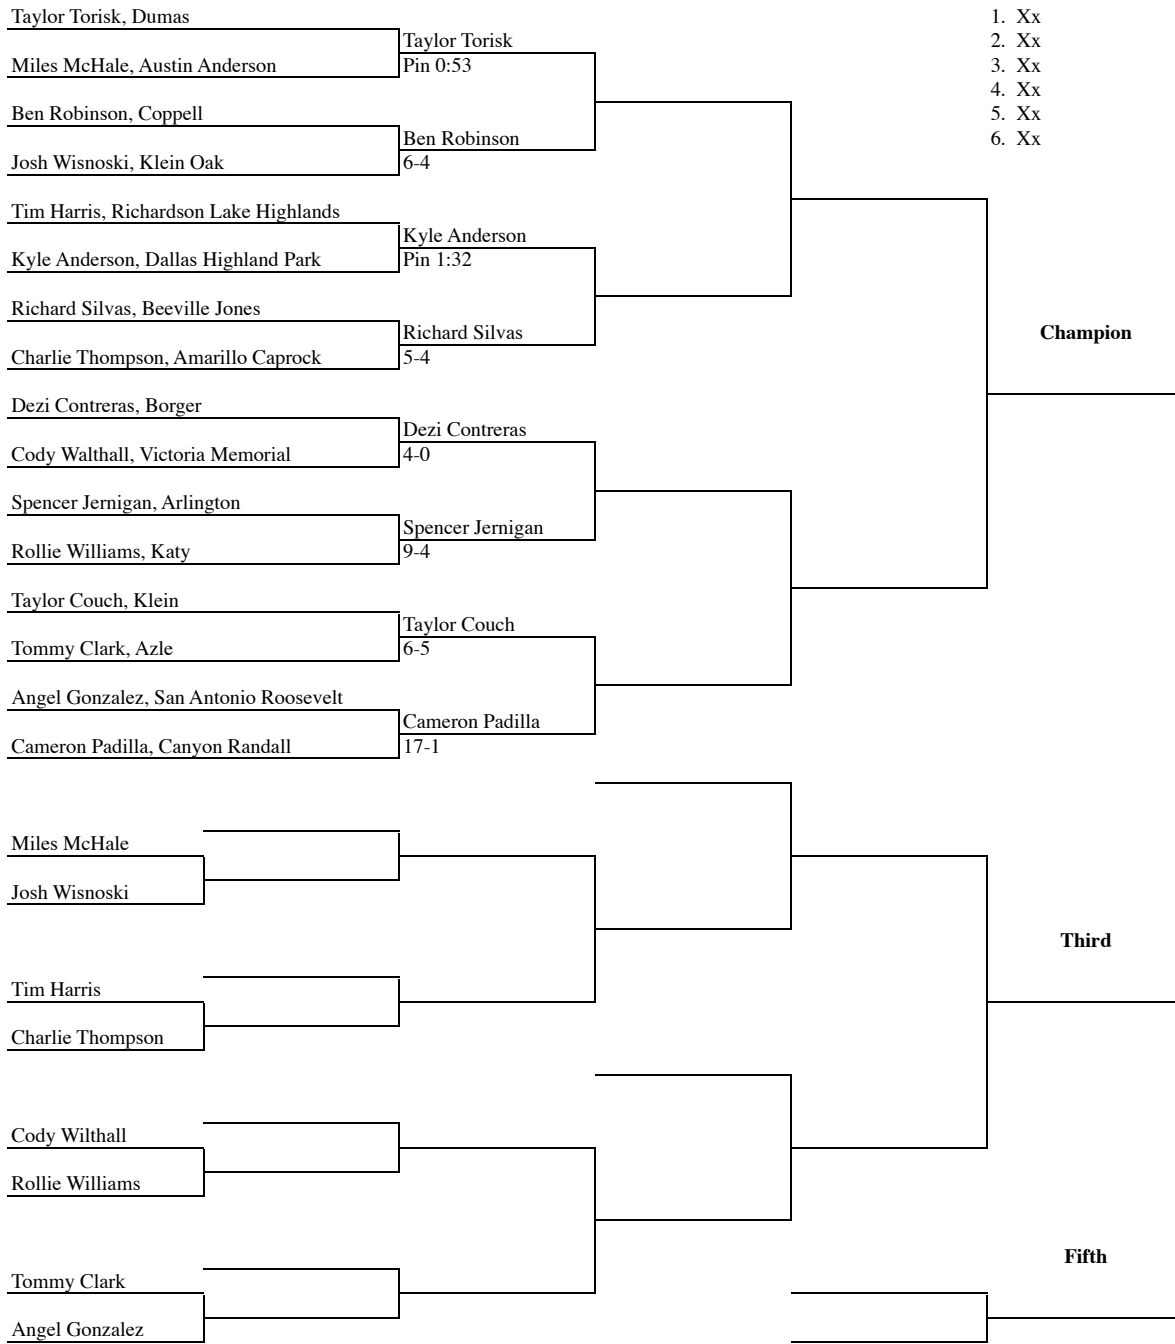 Taylor Torisk, Dumas
Miles McHale, Austin Anderson
Ben Robinson, Coppell
Josh Wisnoski, Klein Oak
Tim Harris, Richardson Lake Highlands
Kyle Anderson, Dallas Highland Park
Richard Silvas, Beeville Jones
Charlie Thompson, Amarillo Caprock
Dezi Contreras, Borger
Cody Walthall, Victoria Memorial
Spencer Jernigan, Arlington
Rollie Williams, Katy
Taylor Couch, Klein
Tommy Clark, Azle
Angel Gonzalez, San Antonio Roosevelt
Cameron Padilla, Canyon Randall
Taylor Torisk
Pin 0:53
Ben Robinson
6-4
Kyle Anderson
Pin 1:32
Richard Silvas
5-4
Dezi Contreras
4-0
Spencer Jernigan
9-4
Taylor Couch
6-5
Cameron Padilla
17-1
1. Xx
2. Xx
3. Xx
4. Xx
5. Xx
6. Xx
Champion
Miles McHale
Josh Wisnoski
Tim Harris
Charlie Thompson
Cody Wilthall
Rollie Williams
Tommy Clark
Angel Gonzalez
Third
Fifth